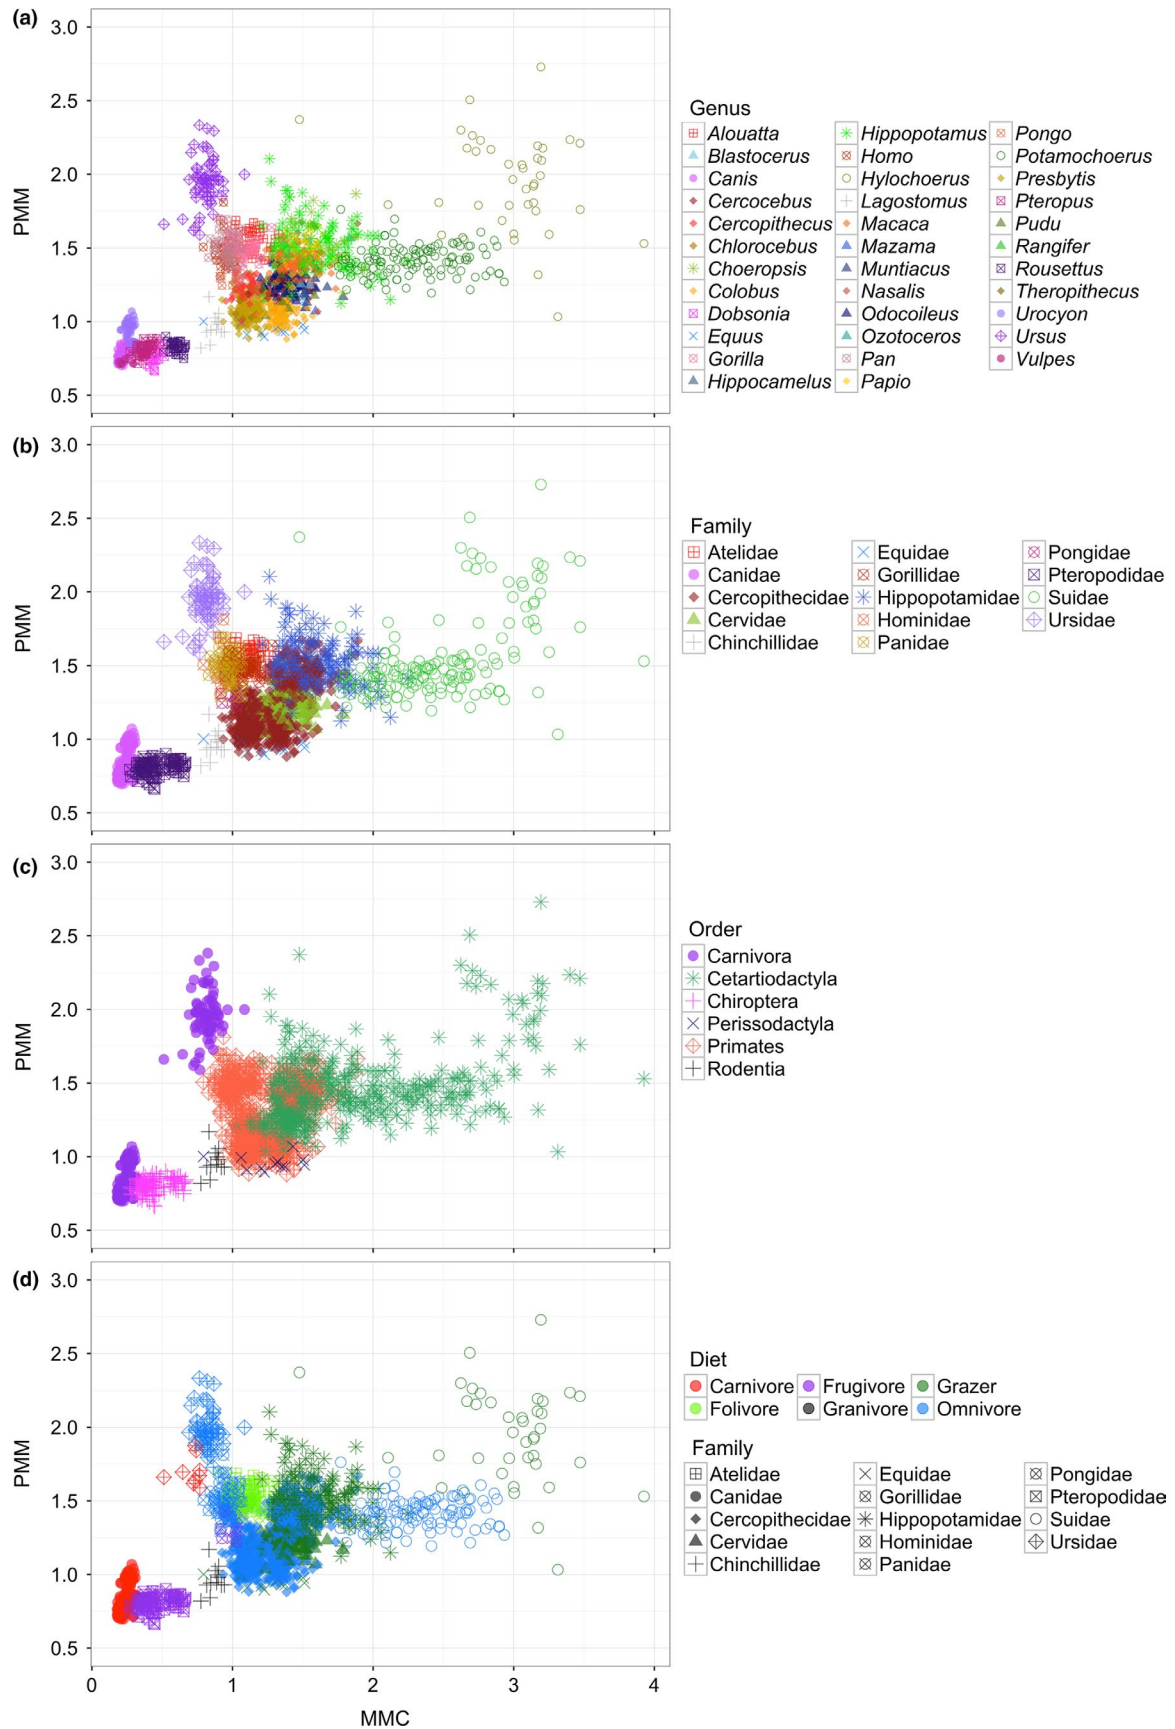 (a)
3.0
2.5
2.0
1.5
1.0
0.5
PMM
Genus
Alouatta Hippopotamus Pongo
Blastocerus Homo Potamochoerus
Canis Hylochoerus Presbytis
Cercocebus Lagostomus Pteropus
Cercopithecus Macaca Pudu
Chlorocebus Mazama Rangifer
Choeropsis Muntiacus Rousettus
Colobus Nasalis Theropithecus
Dobsonia Odocoileus Urocyon
Equus Ozotoceros Ursus
Gorilla Pan Vulpes
Hippocamelus Papio
(b)
3.0
2.5
2.0
1.5
1.0
0.5
PMM
Family
Atelidae Equidae Pongidae
Canidae Gorillidae Pteropodidae
Cercopithecidae Hippopotamidae Suidae
Cervidae Hominidae Ursidae
Chinchillidae Panidae
(c)
3.0
2.5
2.0
1.5
1.0
0.5
PMM
Order
Carnivora
Cetartiodactyla
Chiroptera
Perissodactyla
Primates
Rodentia
(d)
3.0
2.5
2.0
1.5
1.0
0.5
PMM
Diet
Carnivore Frugivore Grazer
Folivore Granivore Omnivore
Family
Atelidae Equidae Pongidae
Canidae Gorillidae Pteropodidae
Cercopithecidae Hippopotamidae Suidae
Cervidae Hominidae Ursidae
Chinchillidae Panidae
0 1 2 3 4
MMC